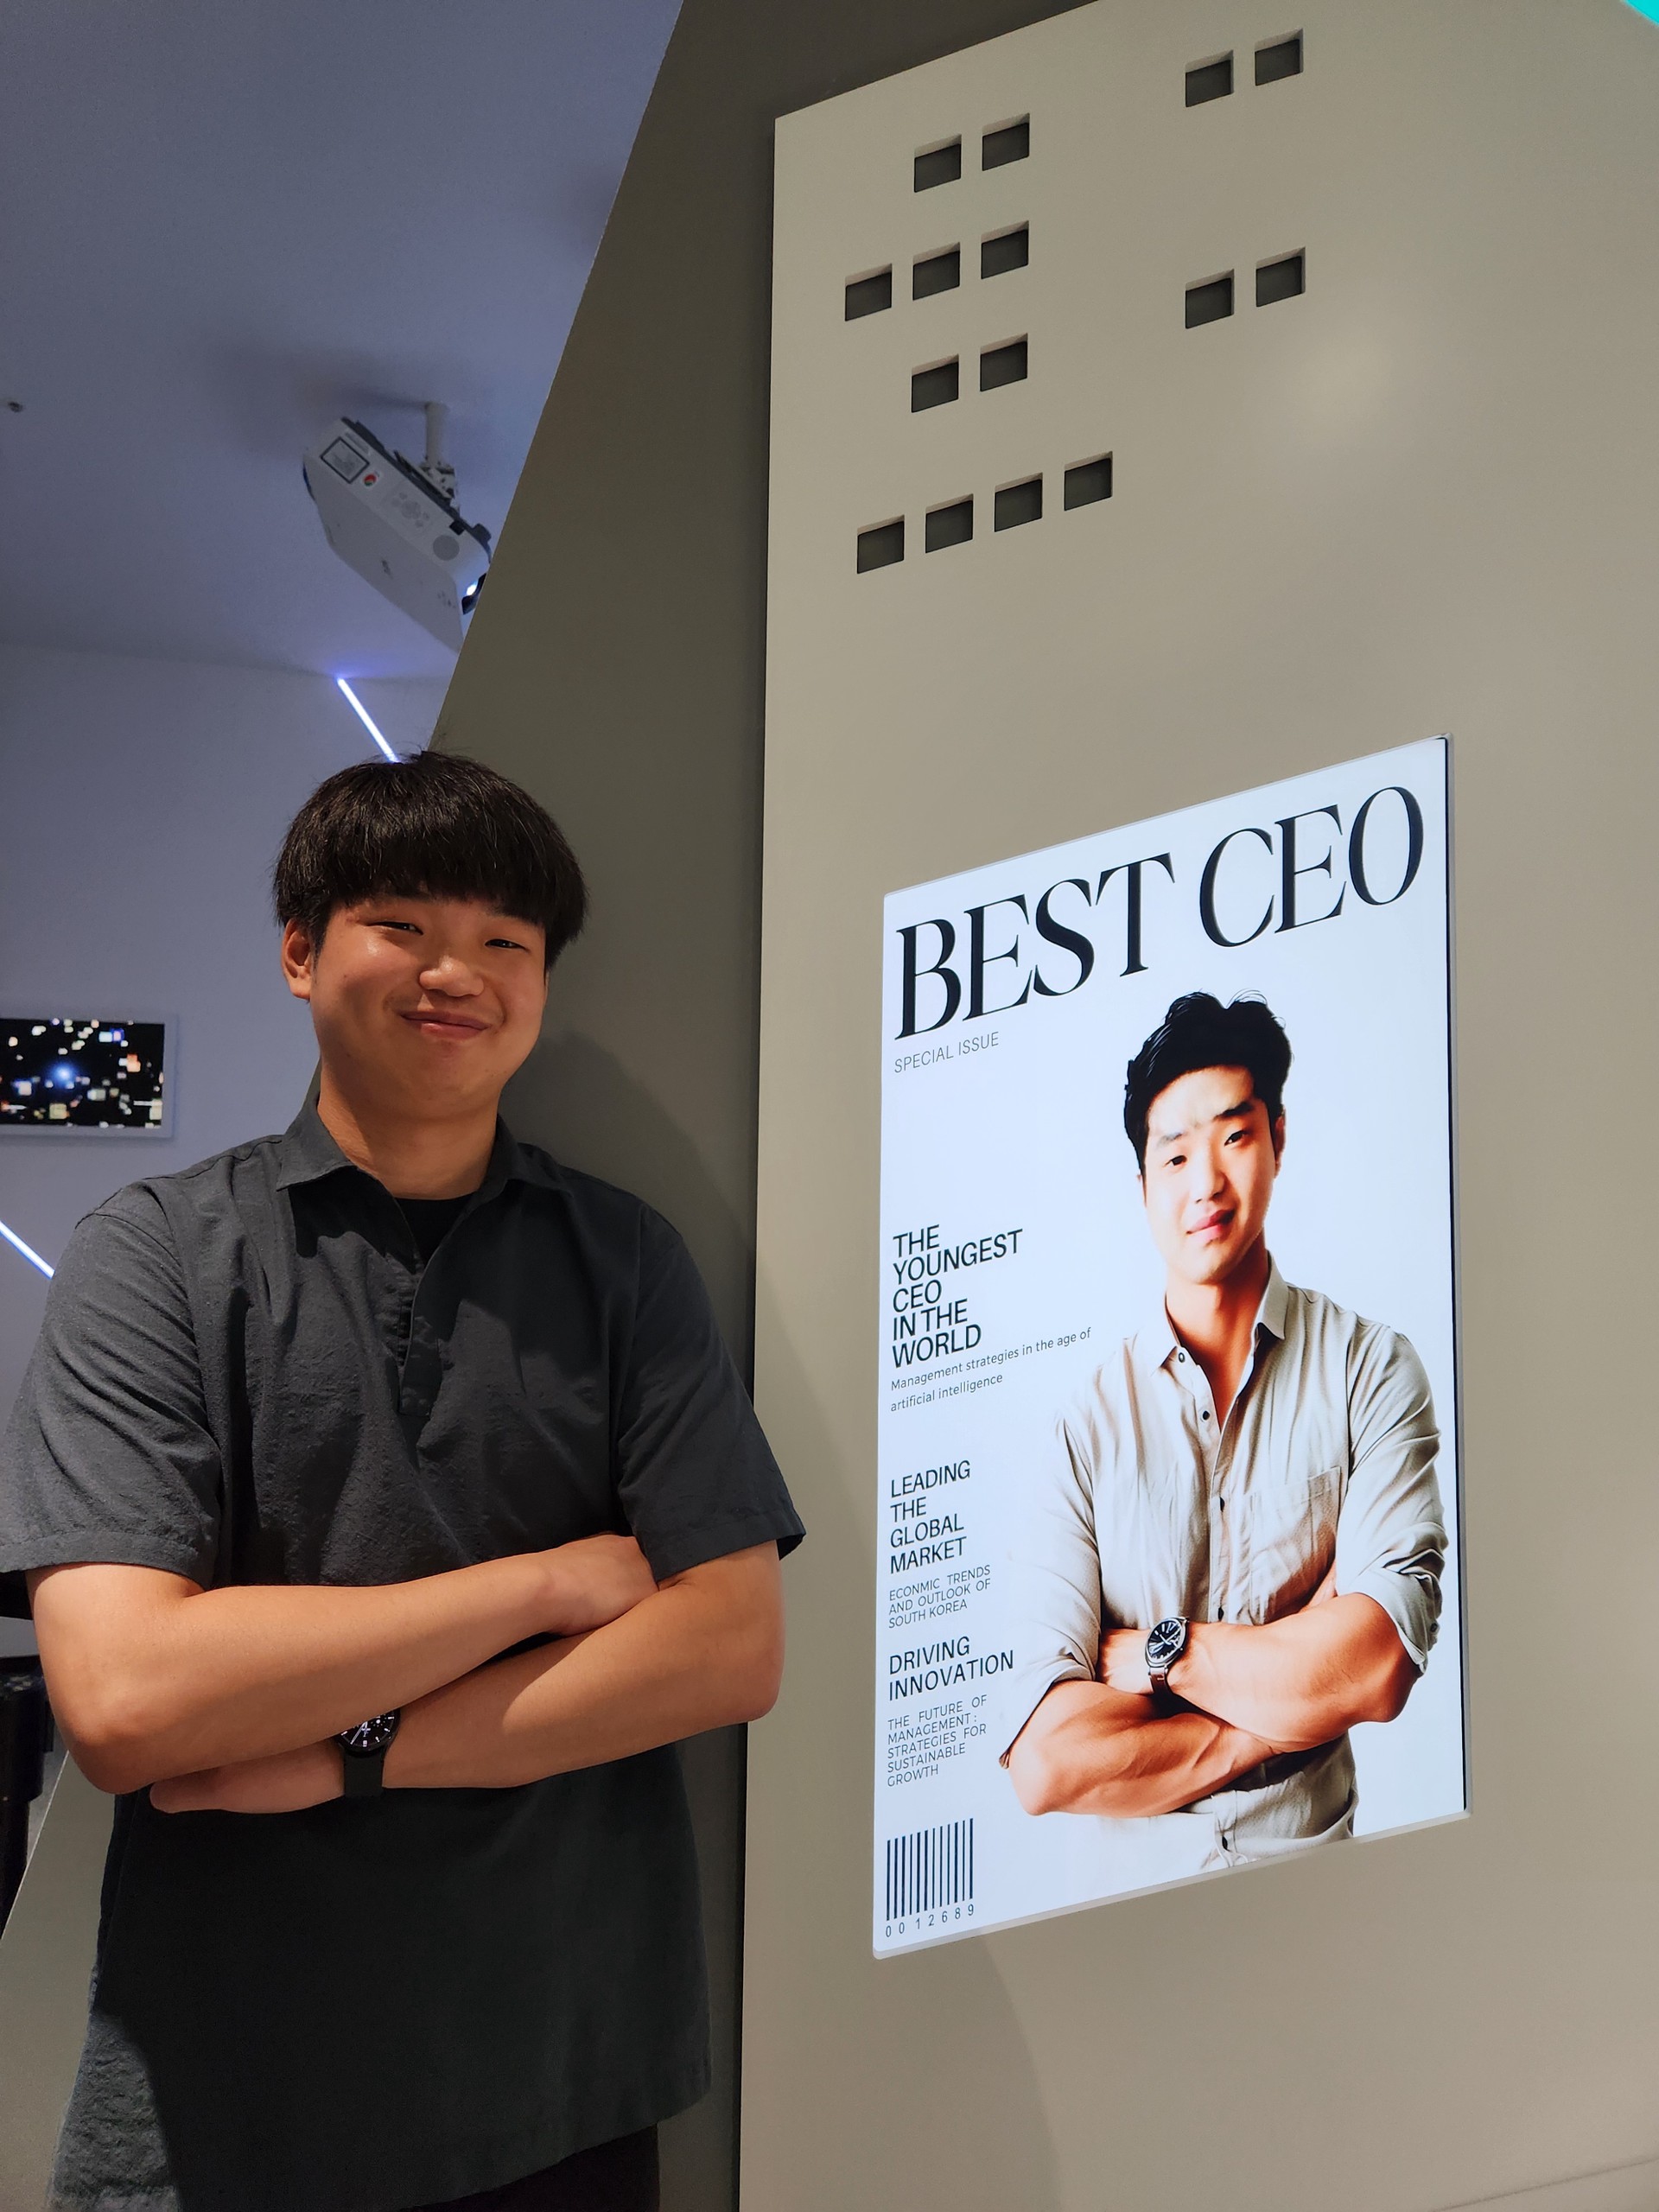 BEST CEO
SPECIAL ISSUE
THE
YOUNGEST
CEO
IN THE
WORLD
Management strategies in the age of
artificial intelligence
LEADING
THE
GLOBAL
MARKET
ECONMIC TRENDS
AND OUTLOOK OF
SOUTH KOREA
DRIVING
INNOVATION
THE FUTURE OF
MANAGEMENT :
STRATEGIES FOR
SUSTAINABLE
GROWTH
0012689